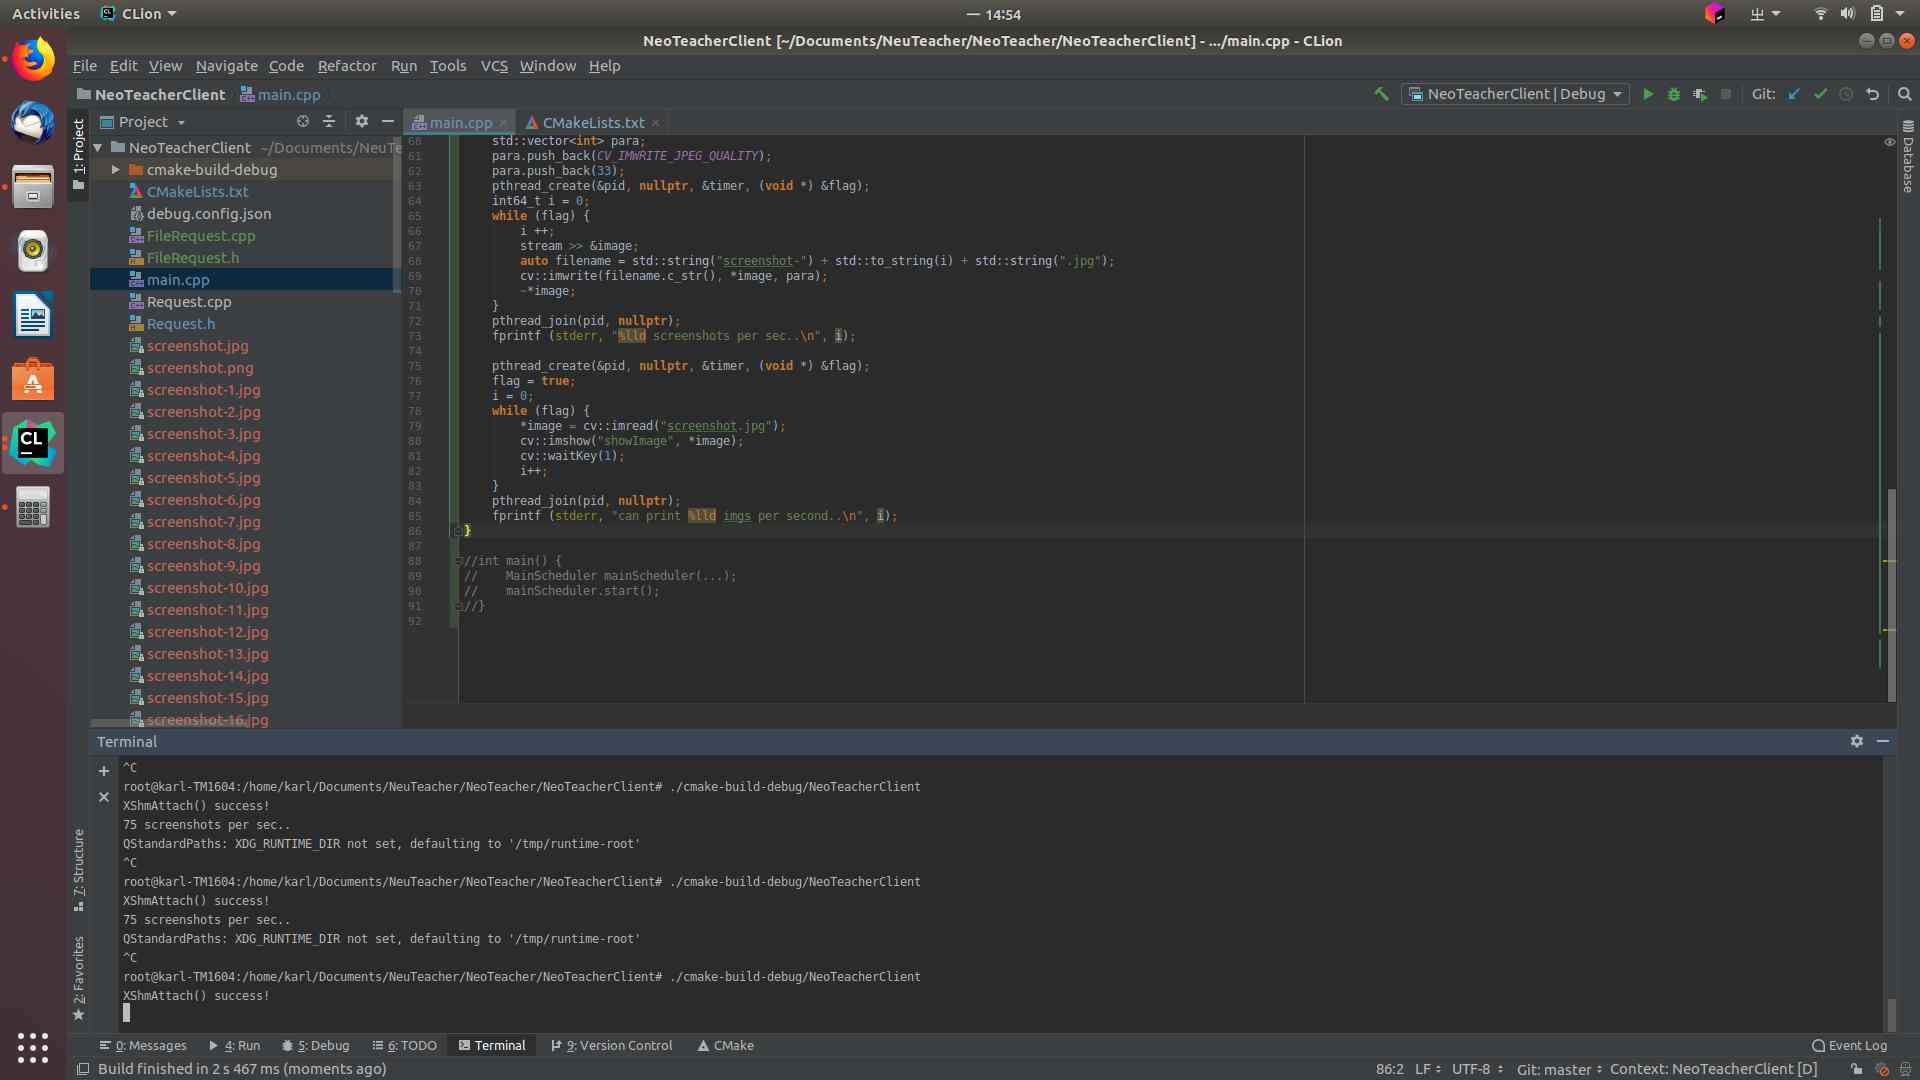 Activities
CLion
14:54
NeoTeacherClient [~/Documents/NeuTeacher/NeoTeacher/NeoTeacherClient] - .../main.cpp - CLion
File Edit View Navigate Code Refactor Run Tools VCS Window Help
NeoTeacherClient main.cpp
NeoTeacherClient | Debug
Git:
1: Project
Project
main.cpp
CMakeLists.txt
Database
NeoTeacherClient ~/Documents/NeuTe
cmake-build-debug
CMakeLists.txt
debug.config.json
FileRequest.cpp
FileRequest.h
main.cpp
Request.cpp
Request.h
screenshot.jpg
screenshot.png
screenshot-1.jpg
screenshot-2.jpg
screenshot-3.jpg
screenshot-4.jpg
screenshot-5.jpg
screenshot-6.jpg
screenshot-7.jpg
screenshot-8.jpg
screenshot-9.jpg
screenshot-10.jpg
screenshot-11.jpg
screenshot-12.jpg
screenshot-13.jpg
screenshot-14.jpg
screenshot-15.jpg
screenshot-16.jpg
60 std::vector<int> para;
61 para.push_back(CV_IMWRITE_JPEG_QUALITY);
62 para.push_back(33);
63 pthread_create(&pid, nullptr, &timer, (void *) &flag);
64 int64_t i = 0;
65 while (flag) {
66 i ++;
67 stream >> &image;
68 auto filename = std::string("screenshot-") + std::to_string(i) + std::string(".jpg");
69 cv::imwrite(filename.c_str(), *image, para);
70 ~*image;
71 }
72 pthread_join(pid, nullptr);
73 fprintf (stderr, "%lld screenshots per sec..\n", i);
74
75 pthread_create(&pid, nullptr, &timer, (void *) &flag);
76 flag = true;
77 i = 0;
78 while (flag) {
79 *image = cv::imread("screenshot.jpg");
80 cv::imshow("showImage", *image);
81 cv::waitKey(1);
82 i++;
83 }
84 pthread_join(pid, nullptr);
85 fprintf (stderr, "can print %lld imgs per second..\n", i);
86 }
87
88 //int main() {
89 // MainScheduler mainScheduler(...);
90 // mainScheduler.start();
91 //}
92
Terminal
^C
root@karl-TM1604:/home/karl/Documents/NeuTeacher/NeoTeacher/NeoTeacherClient# ./cmake-build-debug/NeoTeacherClient
XShmAttach() success!
75 screenshots per sec..
QStandardPaths: XDG_RUNTIME_DIR not set, defaulting to '/tmp/runtime-root'
^C
root@karl-TM1604:/home/karl/Documents/NeuTeacher/NeoTeacher/NeoTeacherClient# ./cmake-build-debug/NeoTeacherClient
XShmAttach() success!
75 screenshots per sec..
QStandardPaths: XDG_RUNTIME_DIR not set, defaulting to '/tmp/runtime-root'
^C
root@karl-TM1604:/home/karl/Documents/NeuTeacher/NeoTeacher/NeoTeacherClient# ./cmake-build-debug/NeoTeacherClient
XShmAttach() success!
7: Structure
2: Favorites
0: Messages 4: Run 5: Debug 6: TODO Terminal 9: Version Control CMake Event Log
Build finished in 2 s 467 ms (moments ago) 86:2 LF UTF-8 Git: master Context: NeoTeacherClient [D]